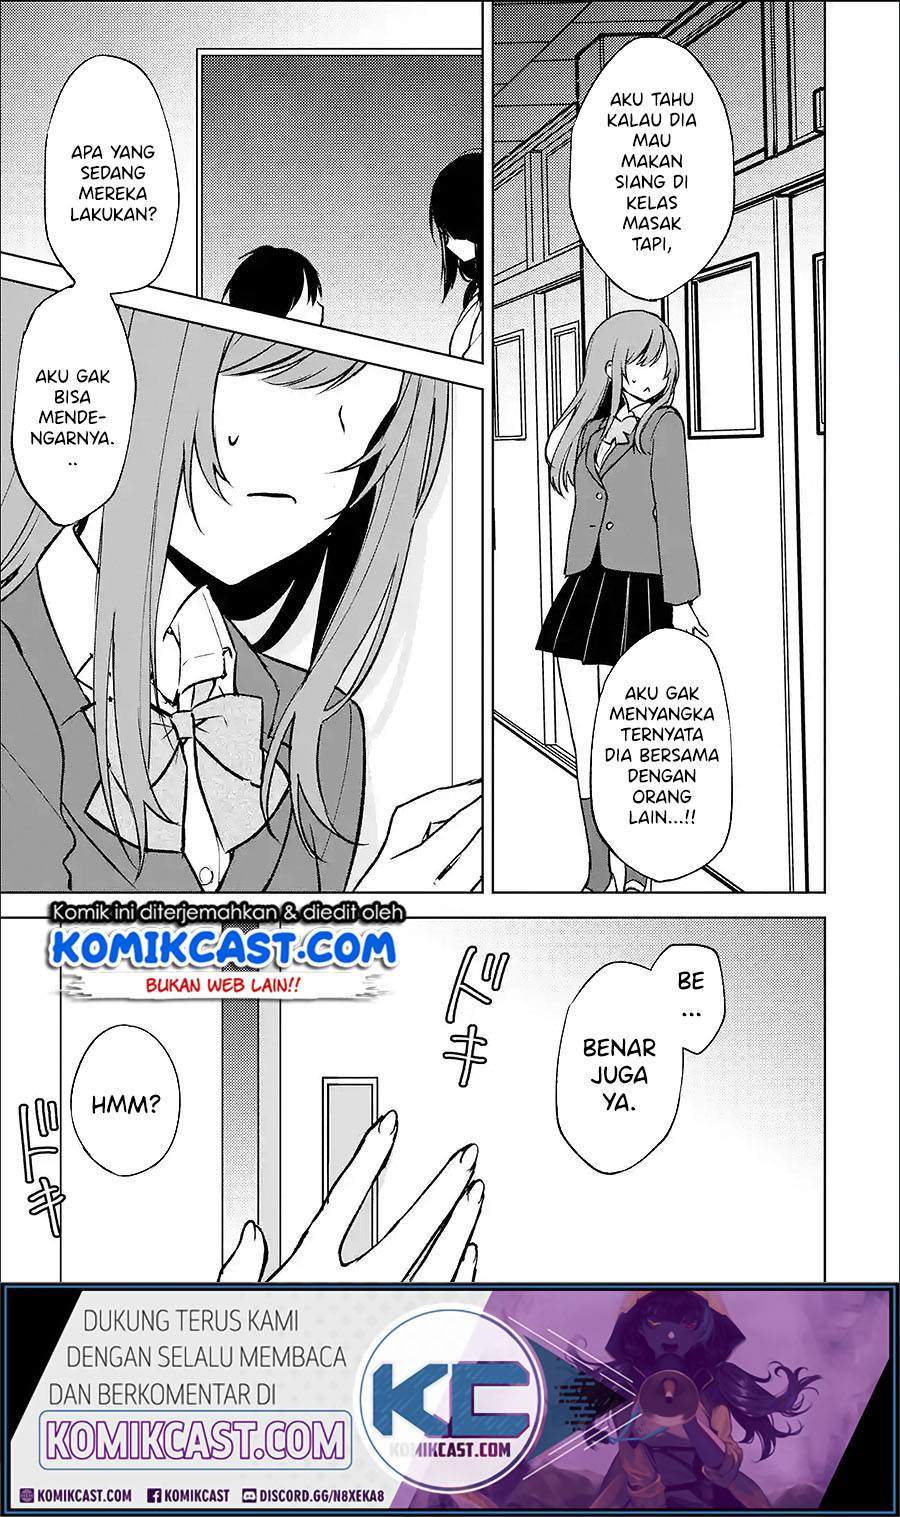 AKU TAHU
KALAU DIA
MAU
MAKAN
SIANG DI
KELAS
MASAK
TAPI,
AKU GAK
MENYANGKA
TERNYATA
DIA BERSAMA
DENGAN
ORANG
LAIN...!!
APA YANG
SEDANG
MEREKA
LAKUKAN?
AKU GAK
BISA
MENDE-
NGARNYA.
..
BE
...
BENAR
JUGA
YA.
ドキ
HMM?
ドキ
Komik ini diterjemahkan & diedit oleh
KOMIKCAST.COM
BUKAN WEB LAIN!!
DUKUNG TERUS KAMI
DENGAN SELALU MEMBACA
DAN BERKOMENTAR DI
KOMIKCAST.COM
KC
KOMIKCAST.COM
KOMIKCAST.COM KOMIKCAST DISCORD.GG/N8XEKA8